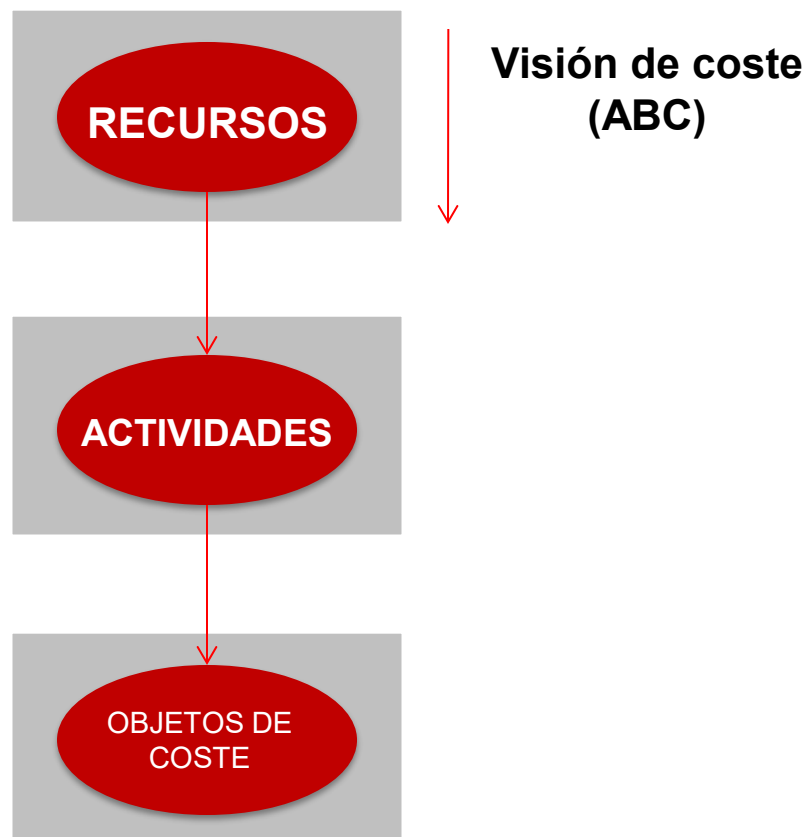 RECURSOS
Visión de coste
(ABC)
ACTIVIDADES
OBJETOS DE
COSTE